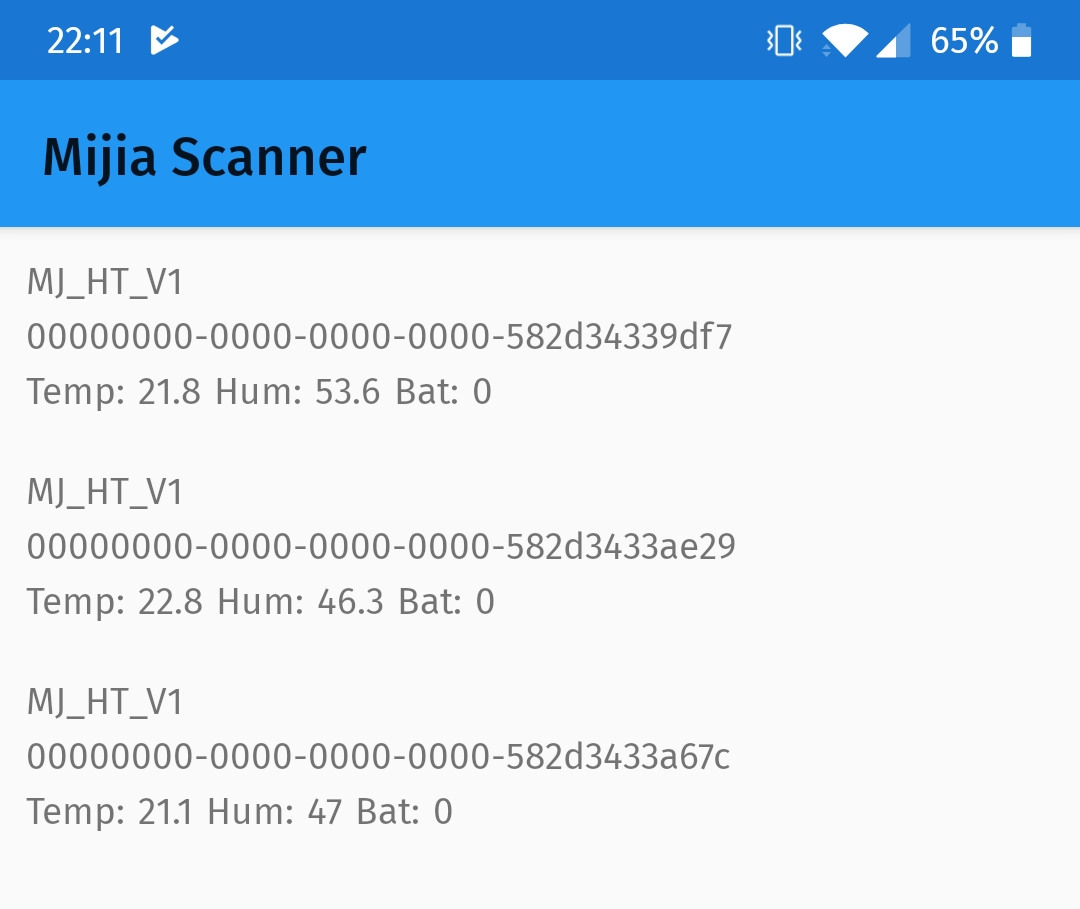 22:11 65%
Mijia Scanner
MJ_HT_V1
00000000-0000-0000-0000-582d34339df7
Temp: 21.8 Hum: 53.6 Bat: 0
MJ_HT_V1
00000000-0000-0000-0000-582d3433ae29
Temp: 22.8 Hum: 46.3 Bat: 0
MJ_HT_V1
00000000-0000-0000-0000-582d3433a67c
Temp: 21.1 Hum: 47 Bat: 0